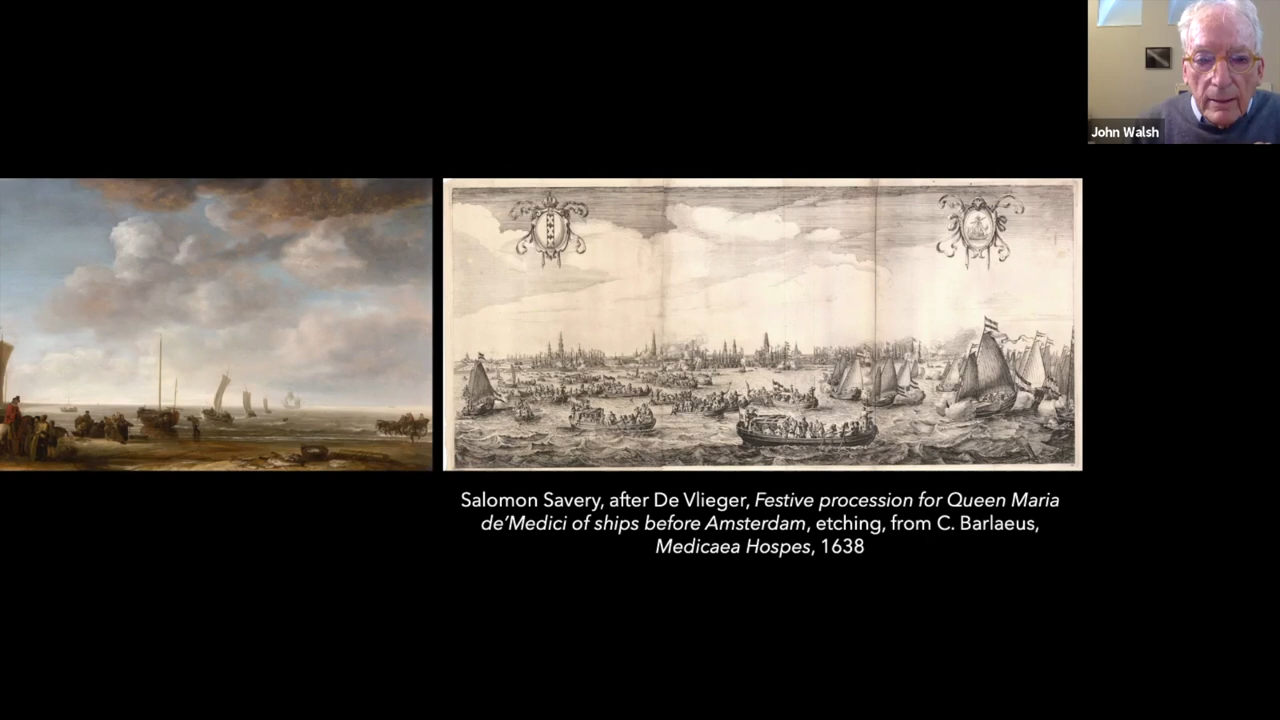 John Walsh
Salomon Savery, after De Vlieger, Festive procession for Queen Maria
de’Medici of ships before Amsterdam, etching, from C. Barlaeus,
Medicaea Hospes, 1638